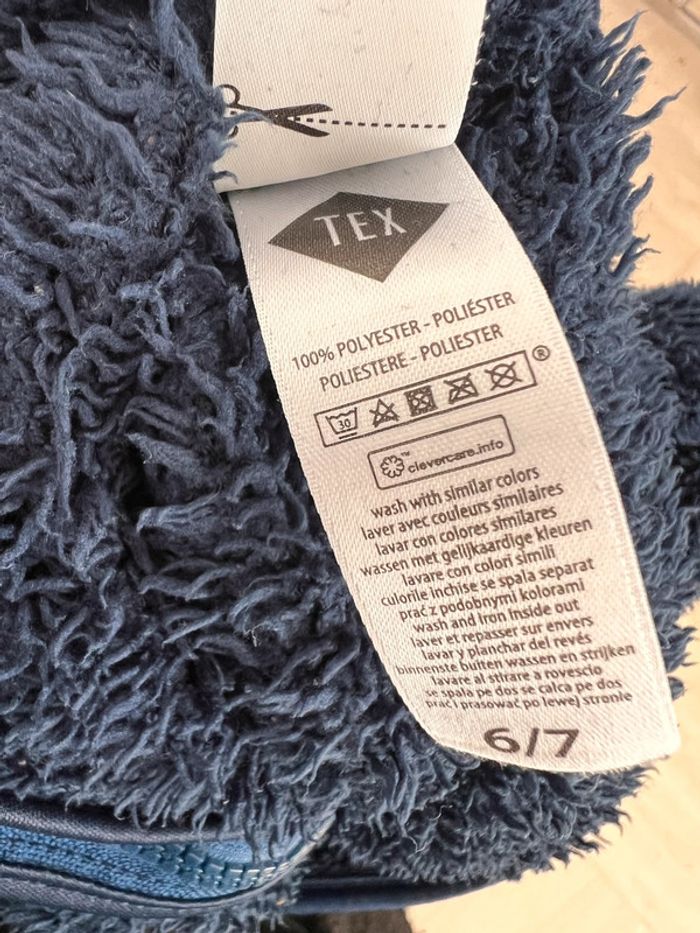 TEX
100% POLYESTER - POLIÉSTER
POLIESTERE - POLIESTER
30
®
™ clevercare.info
wash with similar colors
laver avec couleurs similaires
lavar con colores similares
wassen met gelijkaardige kleuren
lavare con colori simili
culorile inchise se spala separat
prać z podobnymi kolorami
wash and iron inside out
laver et repasser sur envers
lavar y planchar del revés
binnenste buiten wassen en strijken
lavare al stirare a rovescio
se spala pe dos se calca pe dos
prać i prasować po lewej stronie
6/7